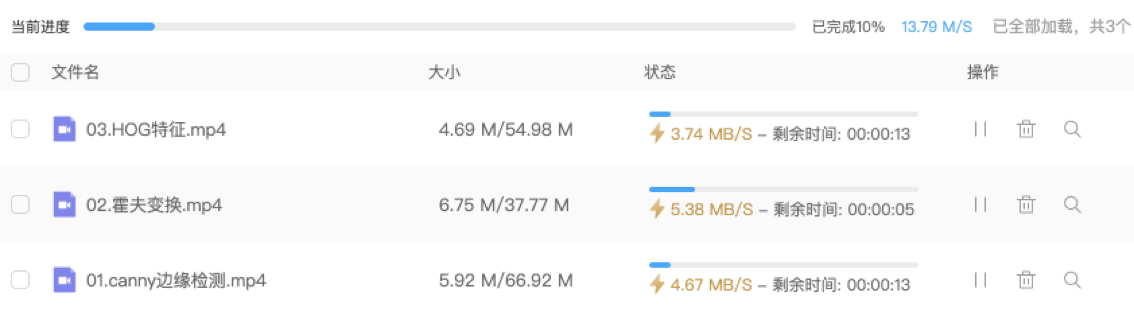 当前进度 已完成10% 13.79 M/S 已全部加载，共3个
文件名 大小 状态 操作
03.HOG特征.mp4 4.69 M/54.98 M 3.74 MB/S – 剩余时间: 00:00:13
02.霍夫变换.mp4 6.75 M/37.77 M 5.38 MB/S – 剩余时间: 00:00:05
01.canny边缘检测.mp4 5.92 M/66.92 M 4.67 MB/S – 剩余时间: 00:00:13